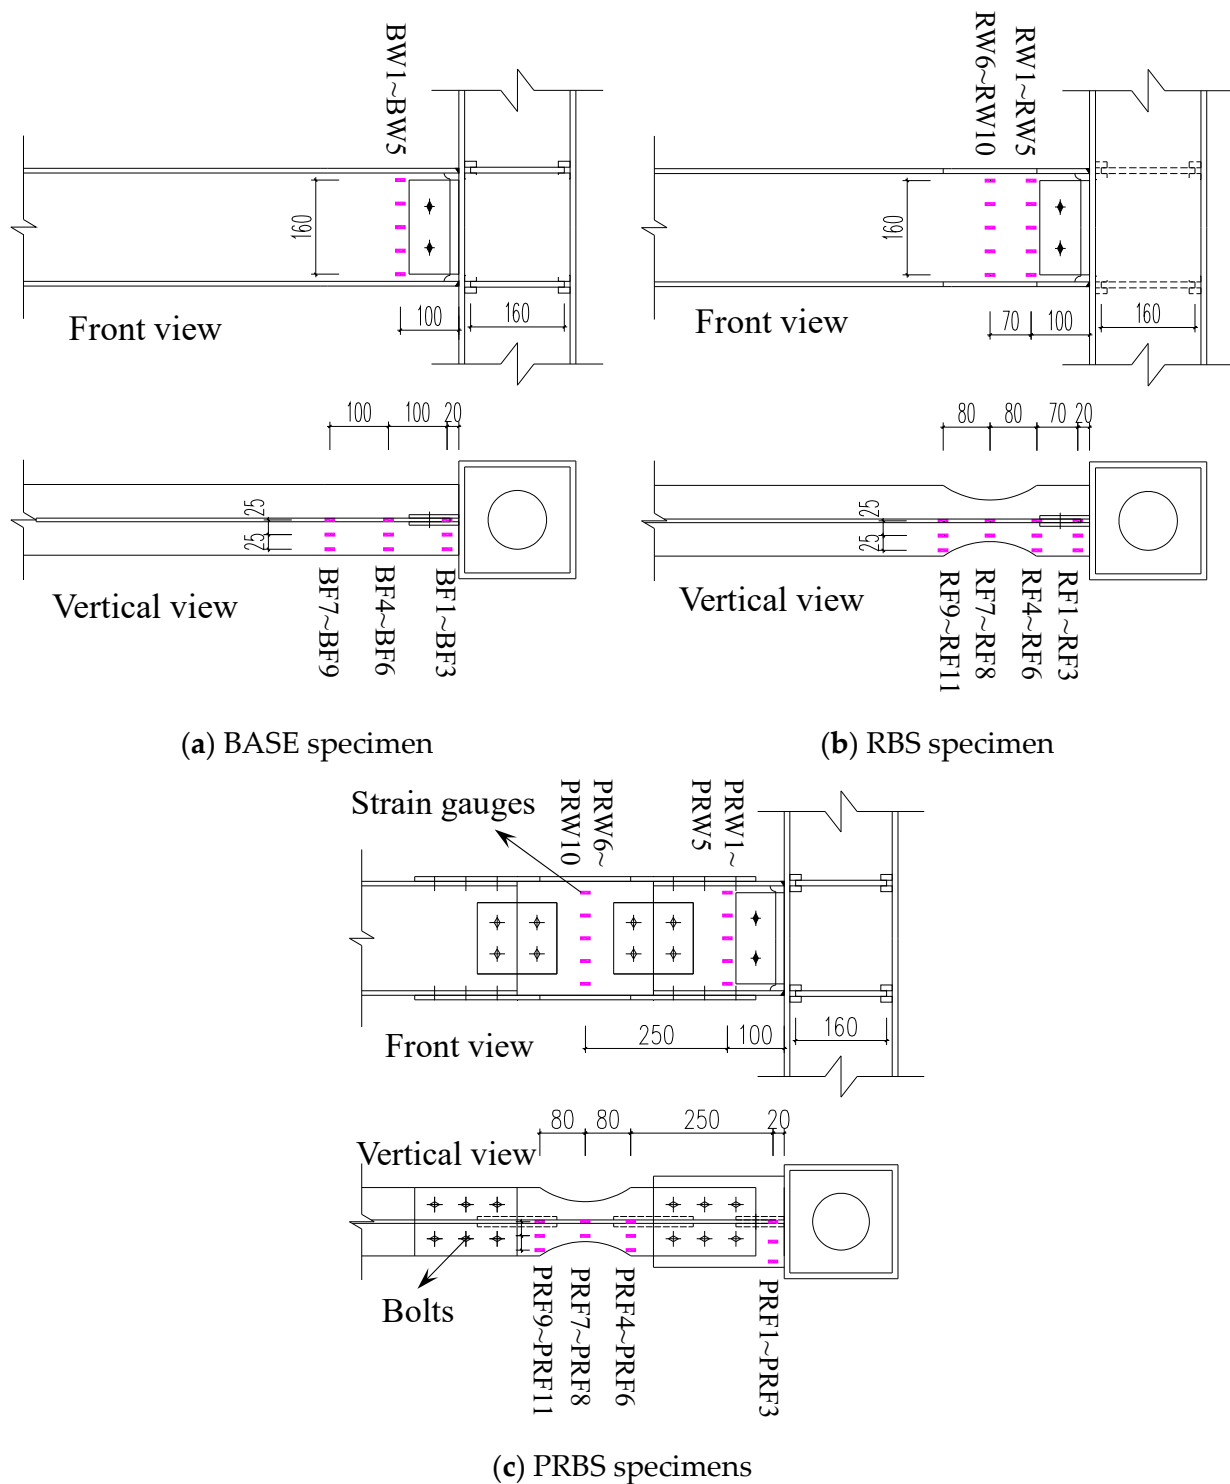 BW1~BW5
160
100
160
Front view
100
100
20
25
25
Vertical view
BF7~BF9
BF4~BF6
BF1~BF3
(a) BASE specimen
RW6~RW10
RW1~RW5
160
70
100
160
Front view
80
80
70
20
25
25
Vertical view
RF9~RF11
RF7~RF8
RF4~RF6
RF1~RF3
(b) RBS specimen
Strain gauges
PRW6~
PRW10
PRW1~
PRW5
250
100
160
Front view
80
80
250
20
Vertical view
Bolts
PRF9~PRF11
PRF7~PRF8
PRF4~PRF6
PRF1~PRF3
(c) PRBS specimens